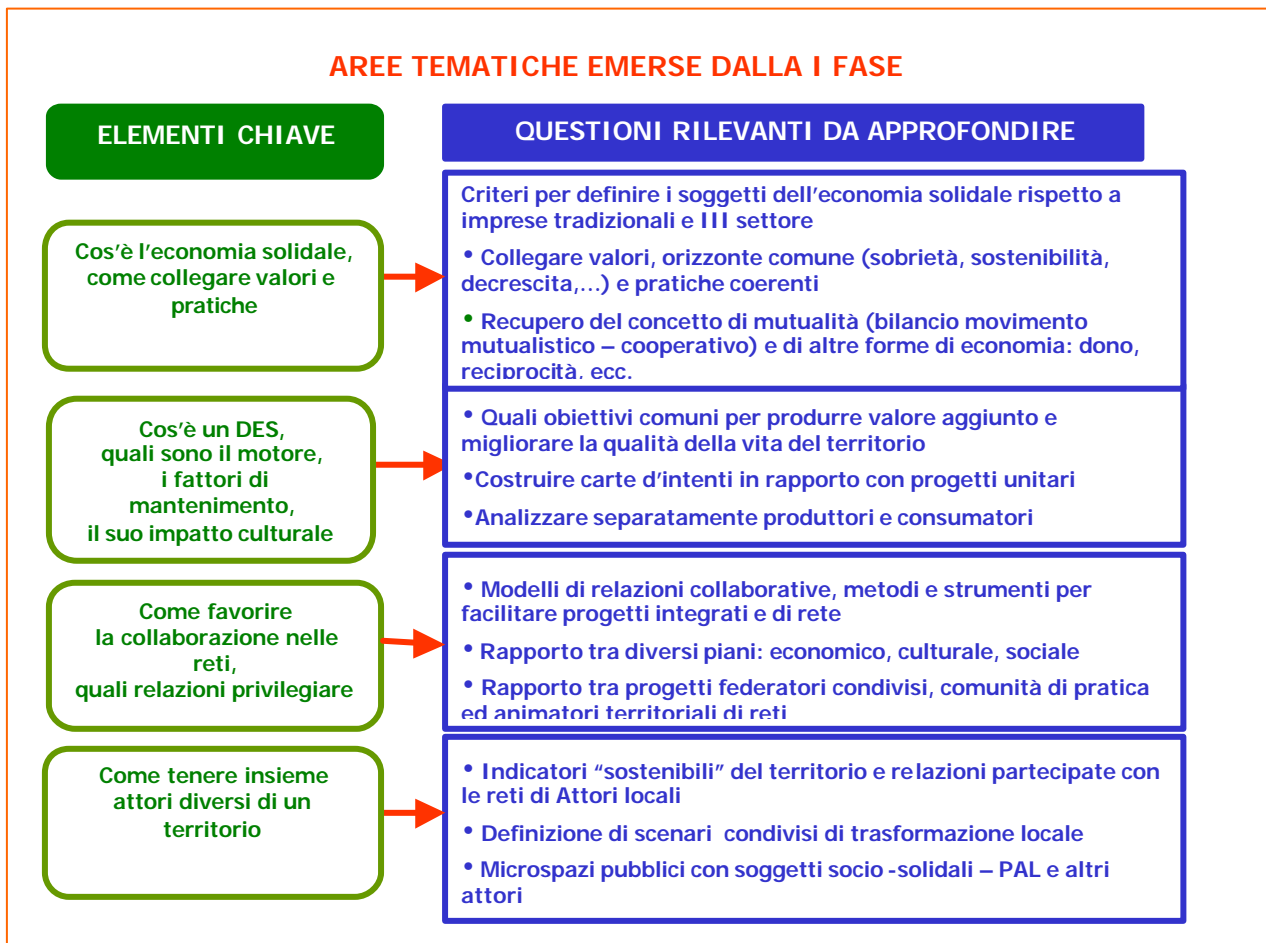 AREE TEMATICHE EMERSE DALLA I FASE
ELEMENTI CHIAVE
QUESTIONI RILEVANTI DA APPROFONDIRE
Cos'è l'economia solidale,
come collegare valori e
pratiche
Criteri per definire i soggetti dell'economia solidale rispetto a
imprese tradizionali e III settore
• Collegare valori, orizzonte comune (sobrietà, sostenibilità,
decrescita,...) e pratiche coerenti
• Recupero del concetto di mutualità (bilancio movimento
mutualistico – cooperativo) e di altre forme di economia: dono,
reciprocità, ecc.
Cos'è un DES,
quali sono il motore,
i fattori di
mantenimento,
il suo impatto culturale
• Quali obiettivi comuni per produrre valore aggiunto e
migliorare la qualità della vita del territorio
•Costruire carte d'intenti in rapporto con progetti unitari
•Analizzare separatamente produttori e consumatori
Come favorire
la collaborazione nelle
reti,
quali relazioni privilegiare
• Modelli di relazioni collaborative, metodi e strumenti per
facilitare progetti integrati e di rete
• Rapporto tra diversi piani: economico, culturale, sociale
• Rapporto tra progetti federatori condivisi, comunità di pratica
ed animatori territoriali di reti
Come tenere insieme
attori diversi di un
territorio
• Indicatori “sostenibili” del territorio e relazioni partecipate con
le reti di Attori locali
• Definizione di scenari condivisi di trasformazione locale
• Microspazi pubblici con soggetti socio -solidali – PAL e altri
attori